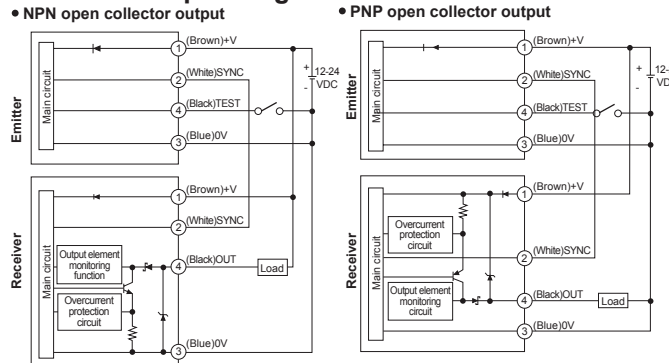 • NPN open collector output
Emitter
Main circuit
1 (Brown)+V
2 (White)SYNC
4 (Black)TEST
3 (Blue)0V
+
-
12-24
VDC
Receiver
Main circuit
1 (Brown)+V
2 (White)SYNC
Output element
monitoring
function
4 (Black)OUT
Load
Overcurrent
protection
circuit
3 (Blue)0V
• PNP open collector output
Emitter
Main circuit
1 (Brown)+V
2 (White)SYNC
4 (Black)TEST
3 (Blue)0V
+
-
12-
VD
Receiver
Main circuit
1 (Brown)+V
Overcurrent
protection
circuit
2 (White)SYNC
Output element
monitoring
circuit
4 (Black)OUT
Load
3 (Blue)0V